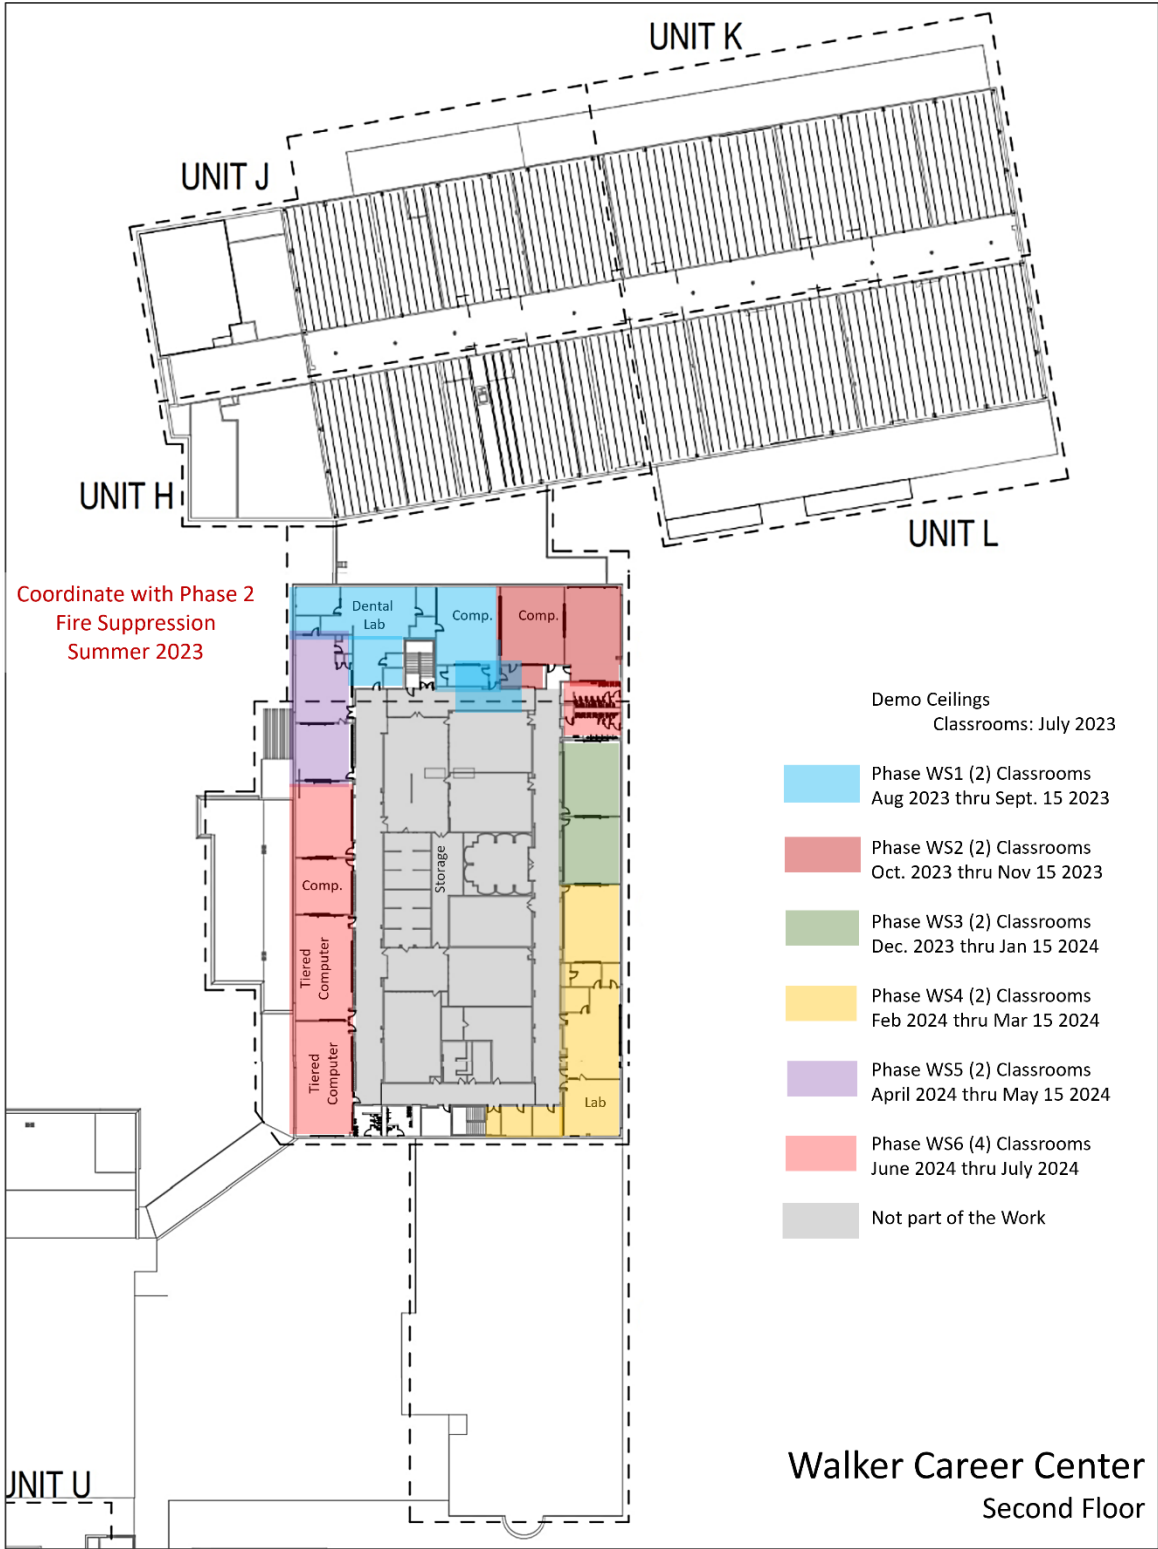 UNIT K
UNIT J
UNIT H
UNIT L
Coordinate with Phase 2
Fire Suppression
Summer 2023
Dental
Lab
Comp.
Comp.
Storage
Comp.
Tiered
Computer
Tiered
Computer
Lab
Demo Ceilings
Classrooms: July 2023
Phase WS1 (2) Classrooms
Aug 2023 thru Sept. 15 2023
Phase WS2 (2) Classrooms
Oct. 2023 thru Nov 15 2023
Phase WS3 (2) Classrooms
Dec. 2023 thru Jan 15 2024
Phase WS4 (2) Classrooms
Feb 2024 thru Mar 15 2024
Phase WS5 (2) Classrooms
April 2024 thru May 15 2024
Phase WS6 (4) Classrooms
June 2024 thru July 2024
Not part of the Work
Walker Career Center
Second Floor
UNIT U